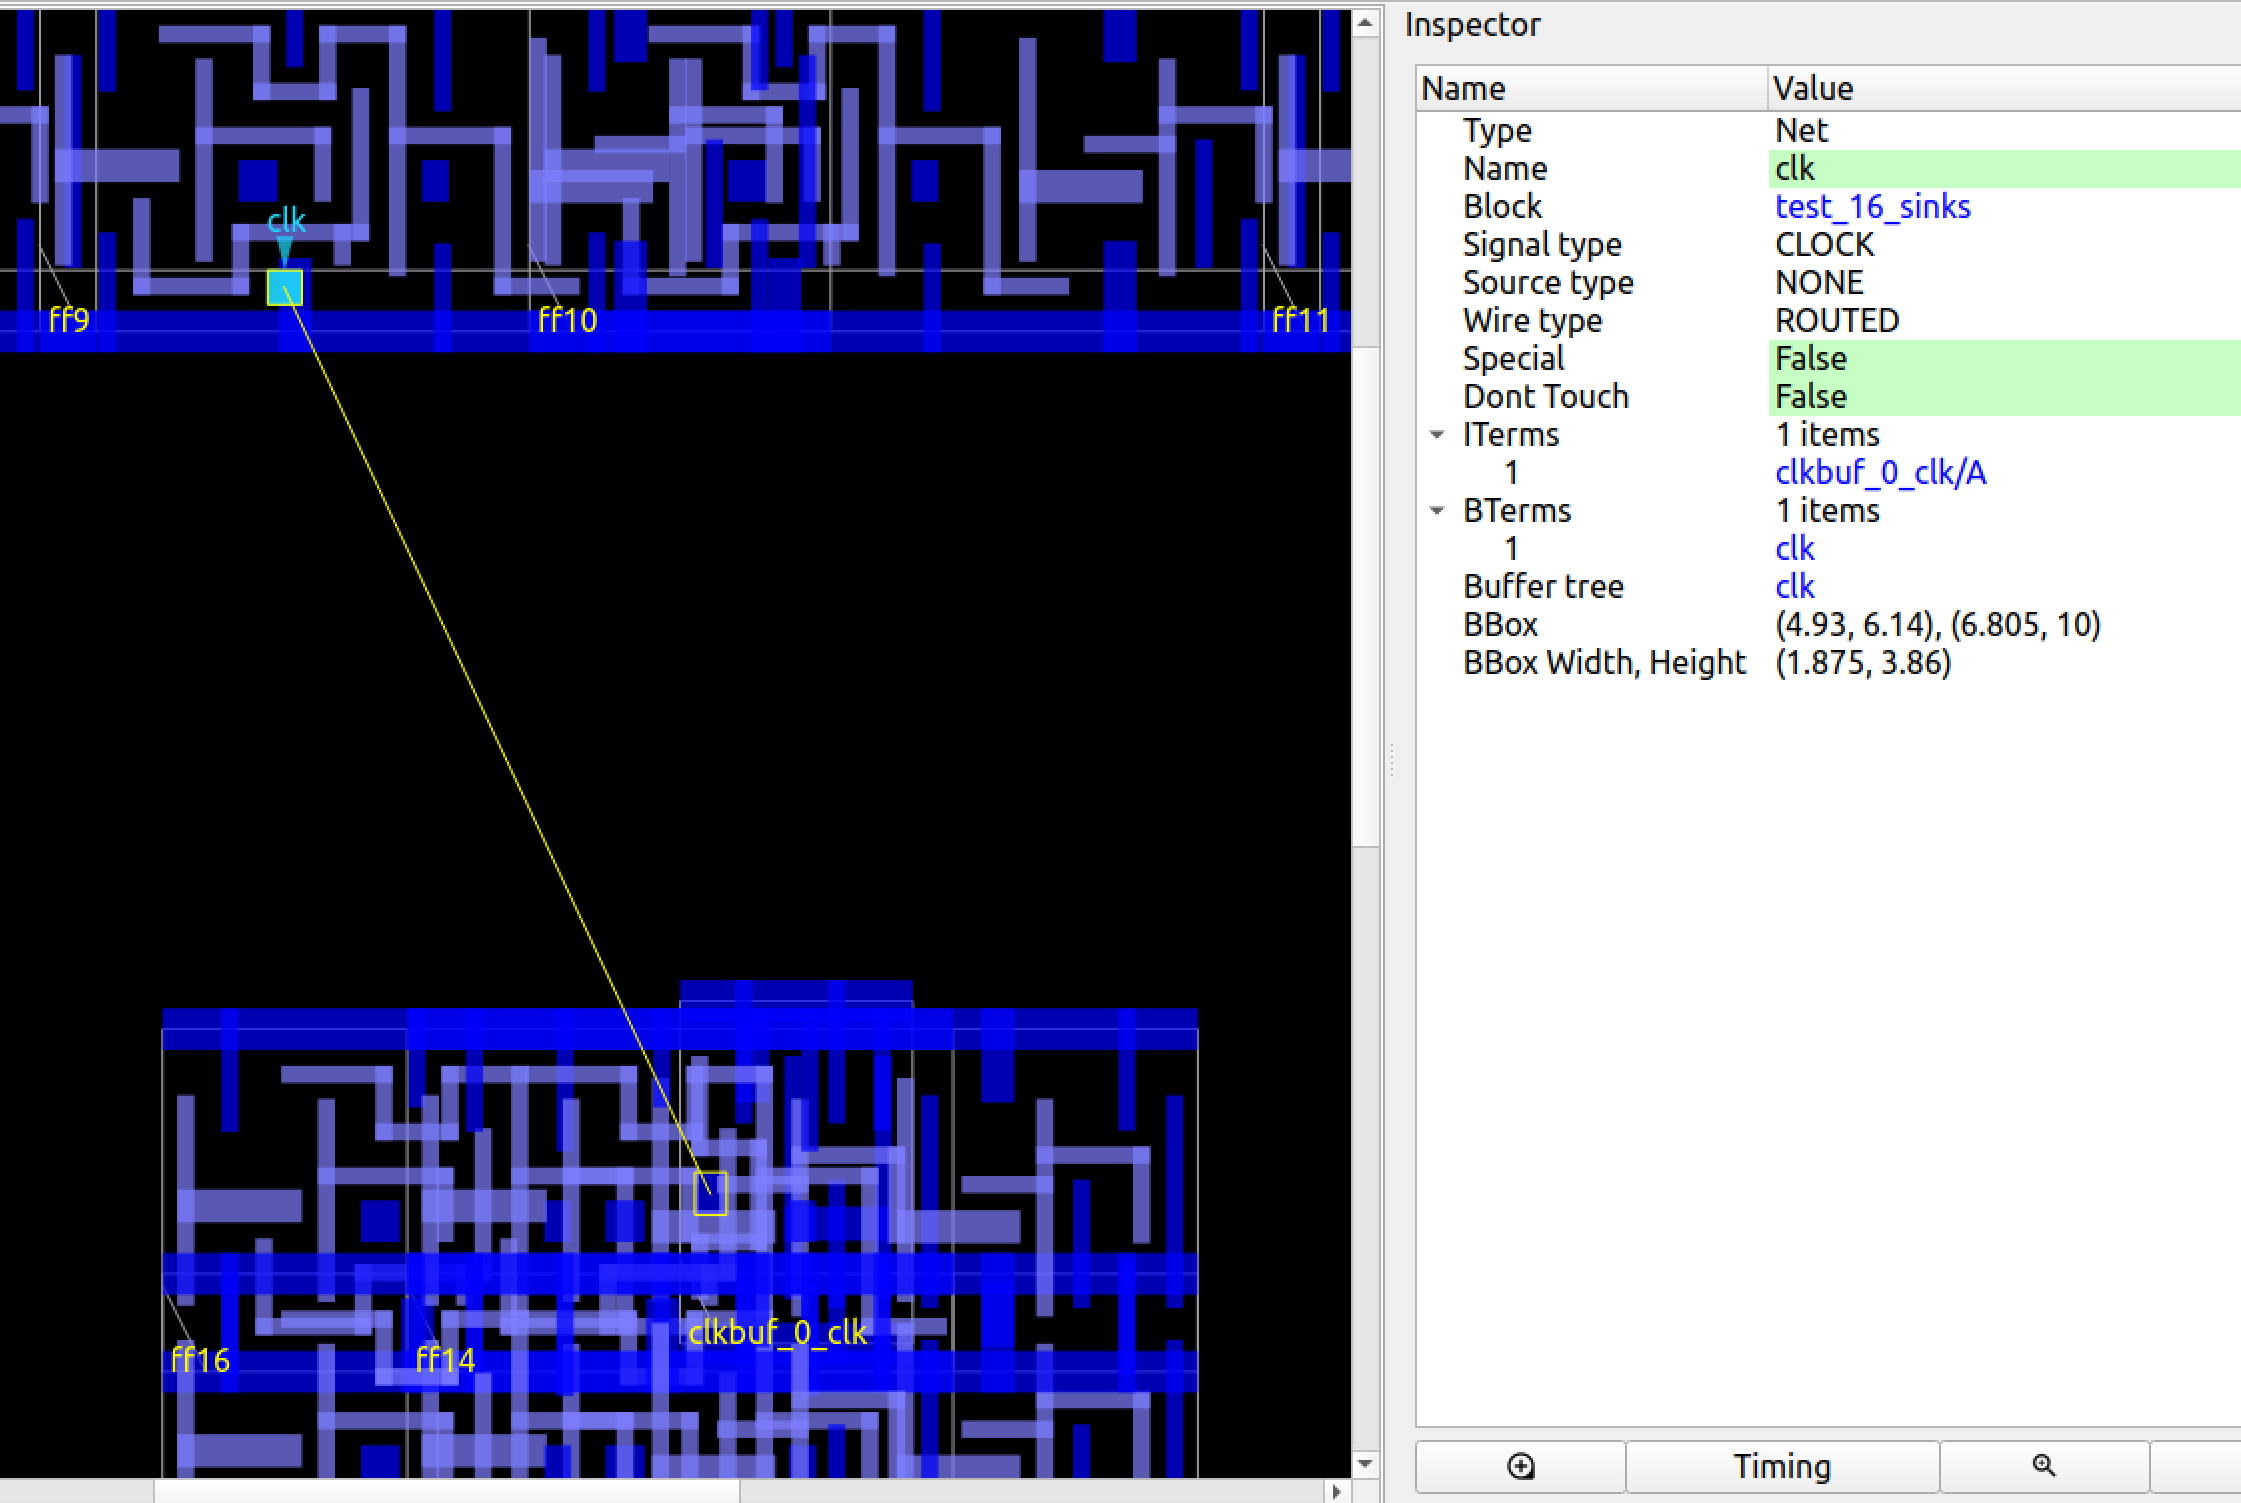 clk
ff9
ff10
ff11
clkbuf_0_clk
ff16
ff14
Inspector
Name Value
Type Net
Name clk
Block test_16_sinks
Signal type CLOCK
Source type NONE
Wire type ROUTED
Special False
Dont Touch False
ITerms 1 items
1 clkbuf_0_clk/A
BTerms 1 items
1 clk
Buffer tree clk
BBox (4.93, 6.14), (6.805, 10)
BBox Width, Height (1.875, 3.86)
Timing